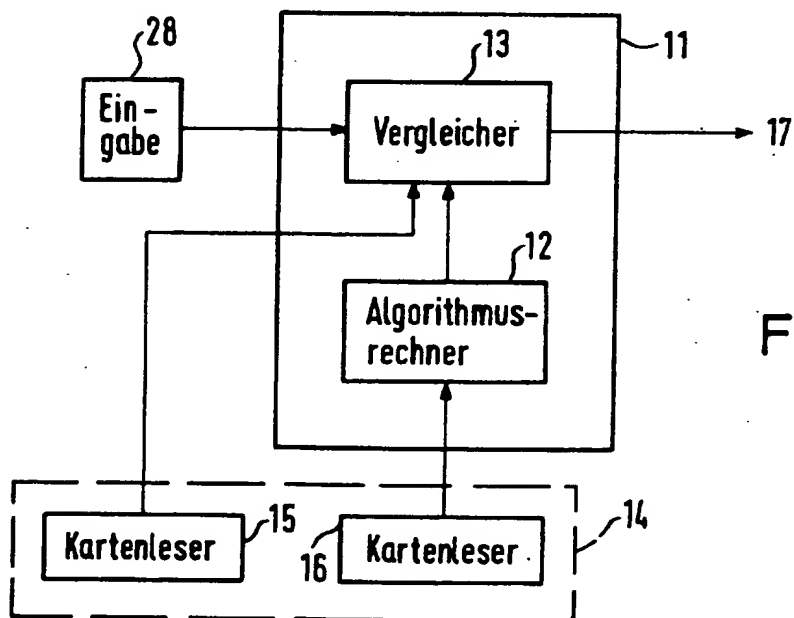 28
Ein-
gabe
13
Vergleicher
11
17
12
Algorithmus-
rechner
F
Kartenleser
15
16
Kartenleser
14